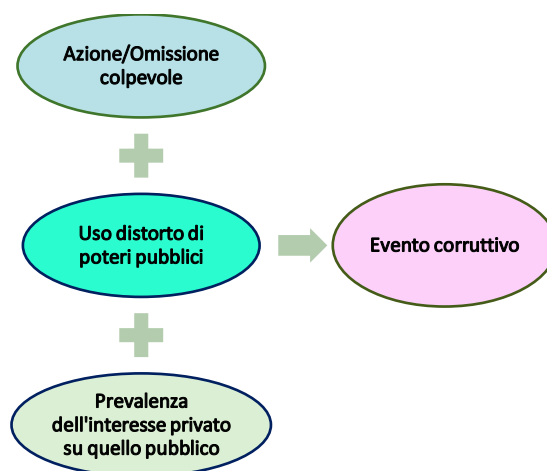 Azione/Omissione
colpevole
Uso distorto di
poteri pubblici
Evento corruttivo
Prevalenza
dell'interesse privato
su quello pubblico